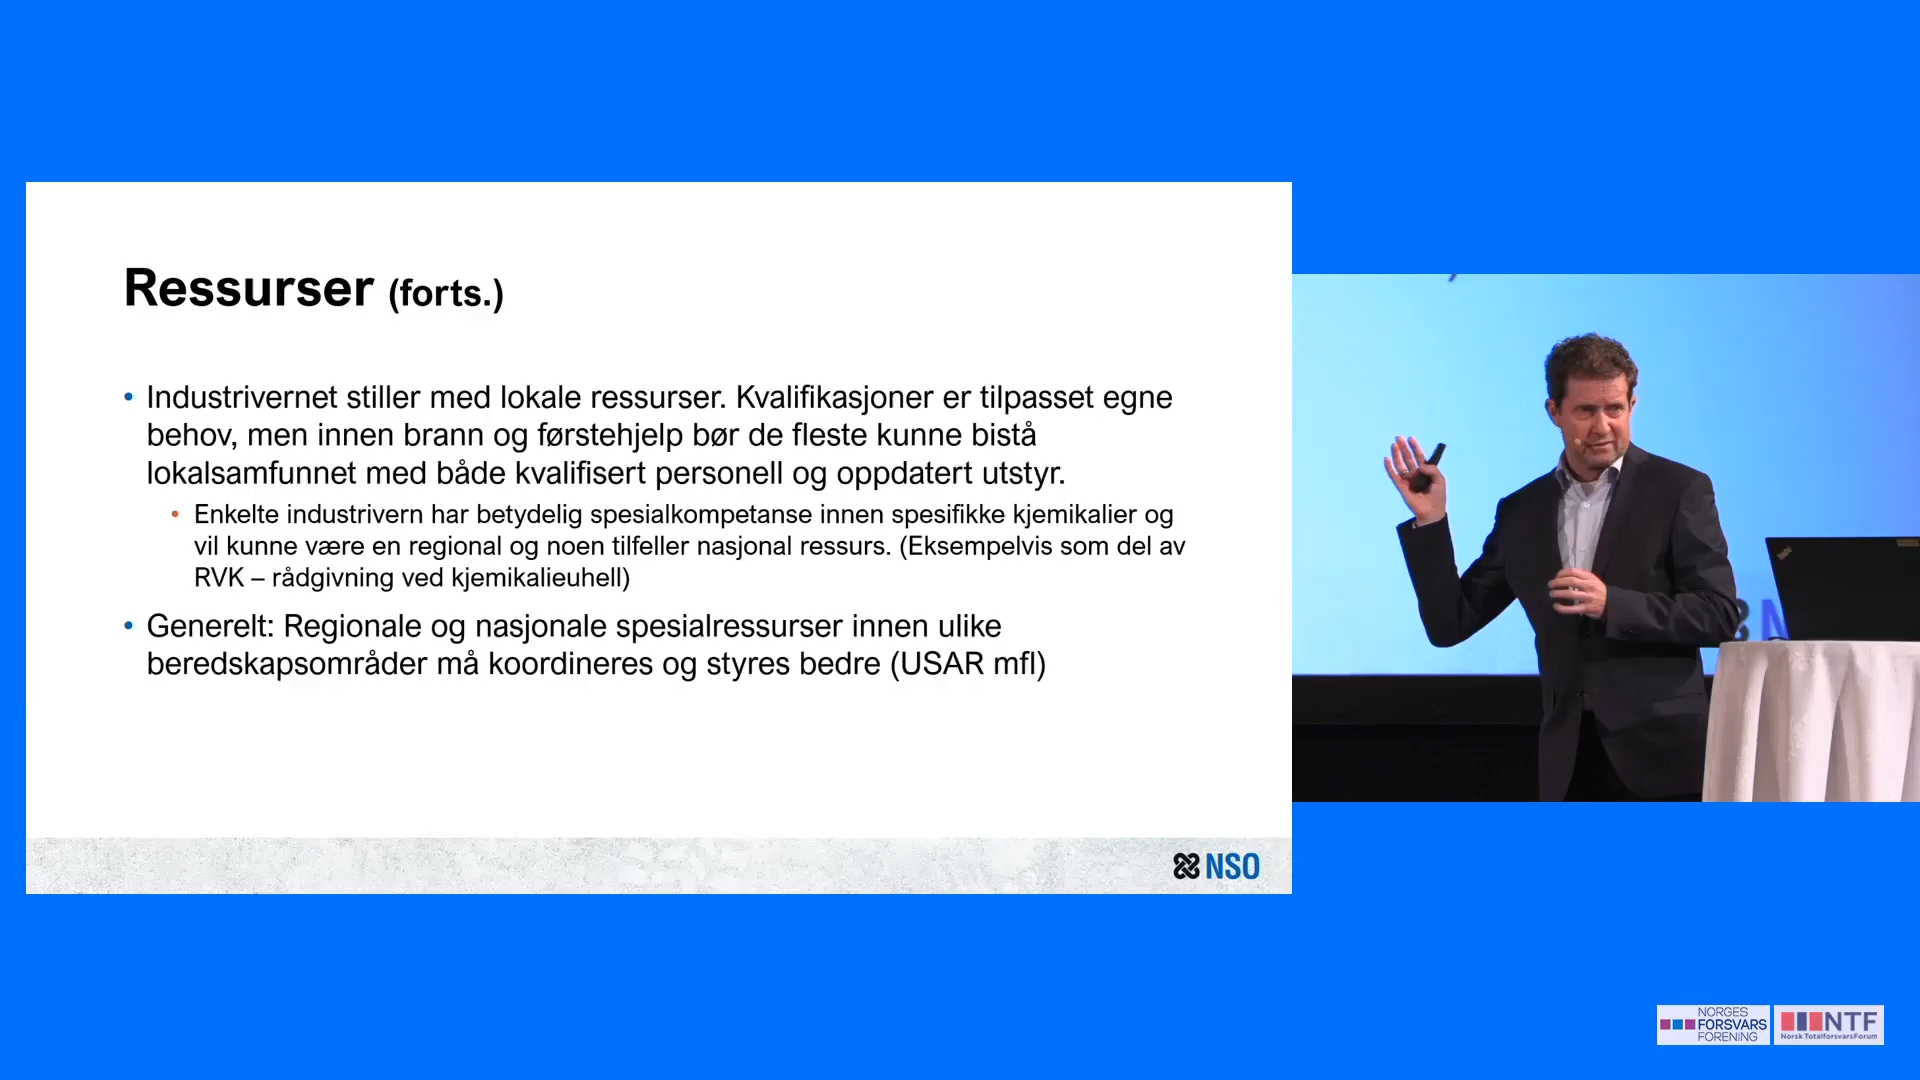 Ressurser (forts.)
• Industrivernet stiller med lokale ressurser. Kvalifikasjoner er tilpasset egne
behov, men innen brann og førstehjelp bør de fleste kunne bistå
lokalsamfunnet med både kvalifisert personell og oppdatert utstyr.
• Enkelte industrivern har betydelig spesialkompetanse innen spesifikke kjemikalier og
vil kunne være en regional og noen tilfeller nasjonal ressurs. (Eksempelvis som del av
RVK – rådgivning ved kjemikalieuhell)
• Generelt: Regionale og nasjonale spesialressurser innen ulike
beredskapsområder må koordineres og styres bedre (USAR mfl)
NSO
N
NORGES
FORSVARS
FORENING
NTF
Norsk TotalforsvarsForum